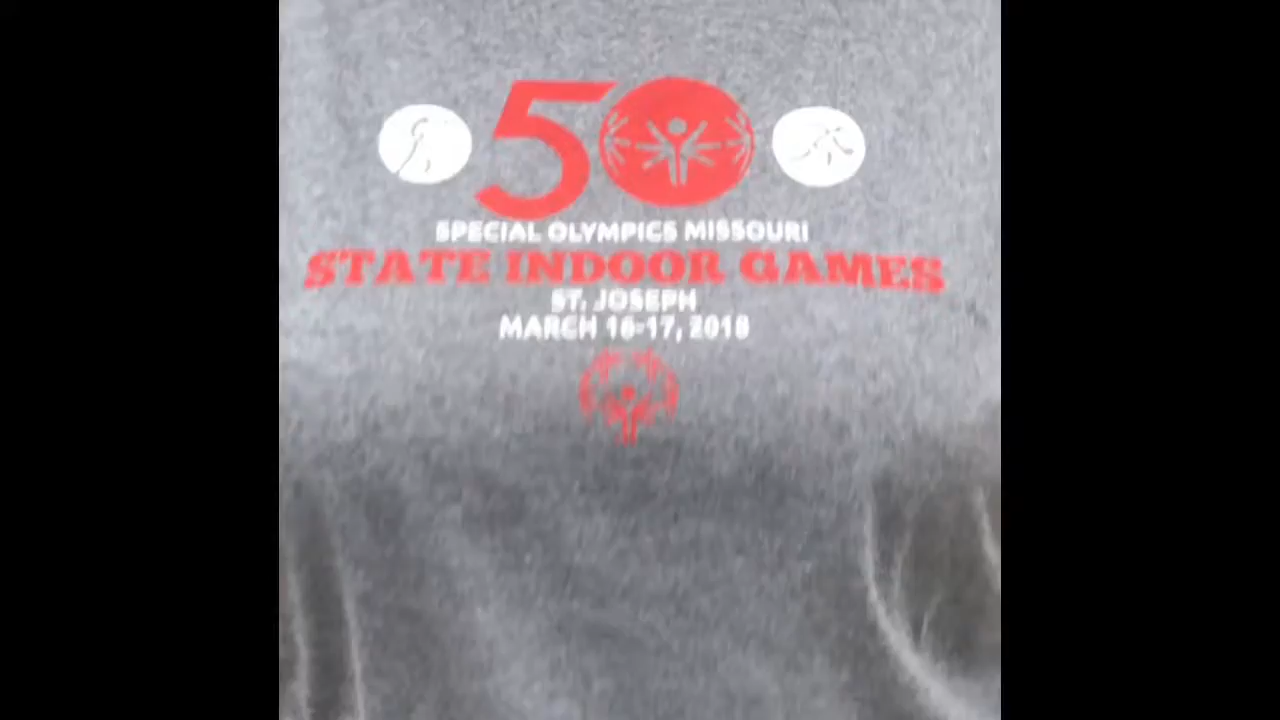 50
SPECIAL OLYMPICS MISSOURI
STATE INDOOR GAMES
ST. JOSEPH
MARCH 16-17, 2018